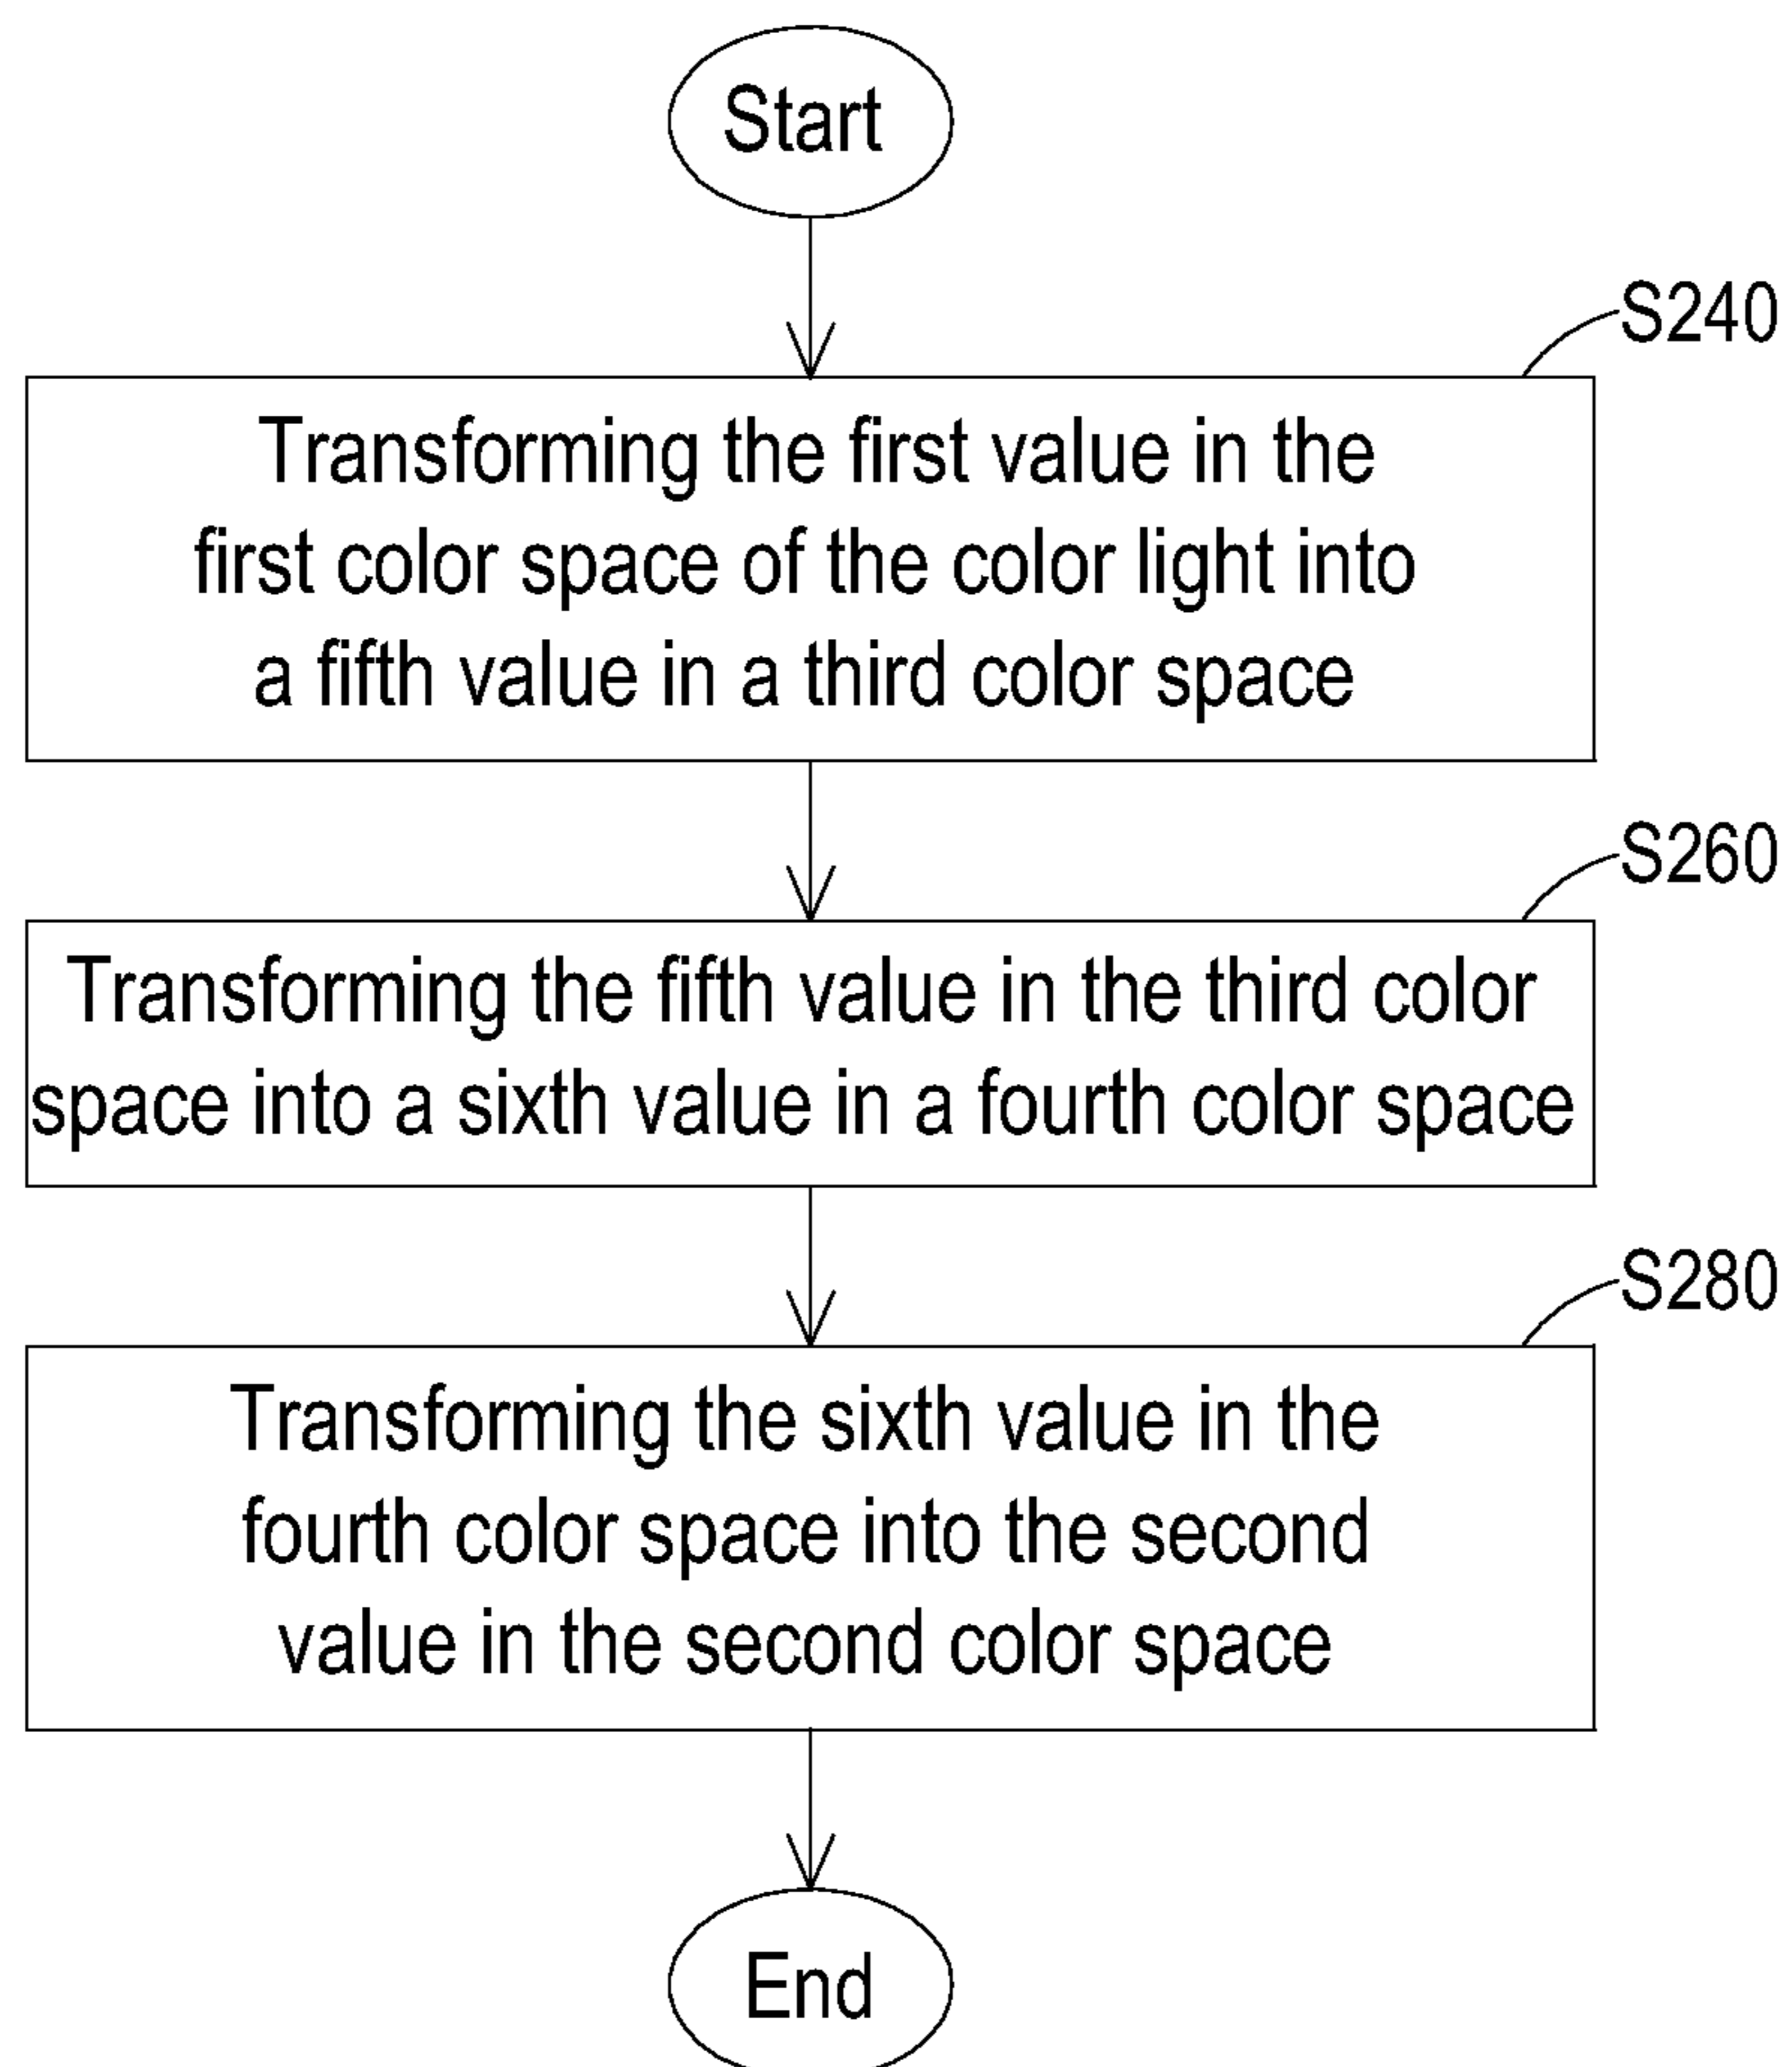 Start
S240
Transforming the first value in the
first color space of the color light into
a fifth value in a third color space
S260
Transforming the fifth value in the third color
space into a sixth value in a fourth color space
S280
Transforming the sixth value in the
fourth color space into the second
value in the second color space
End